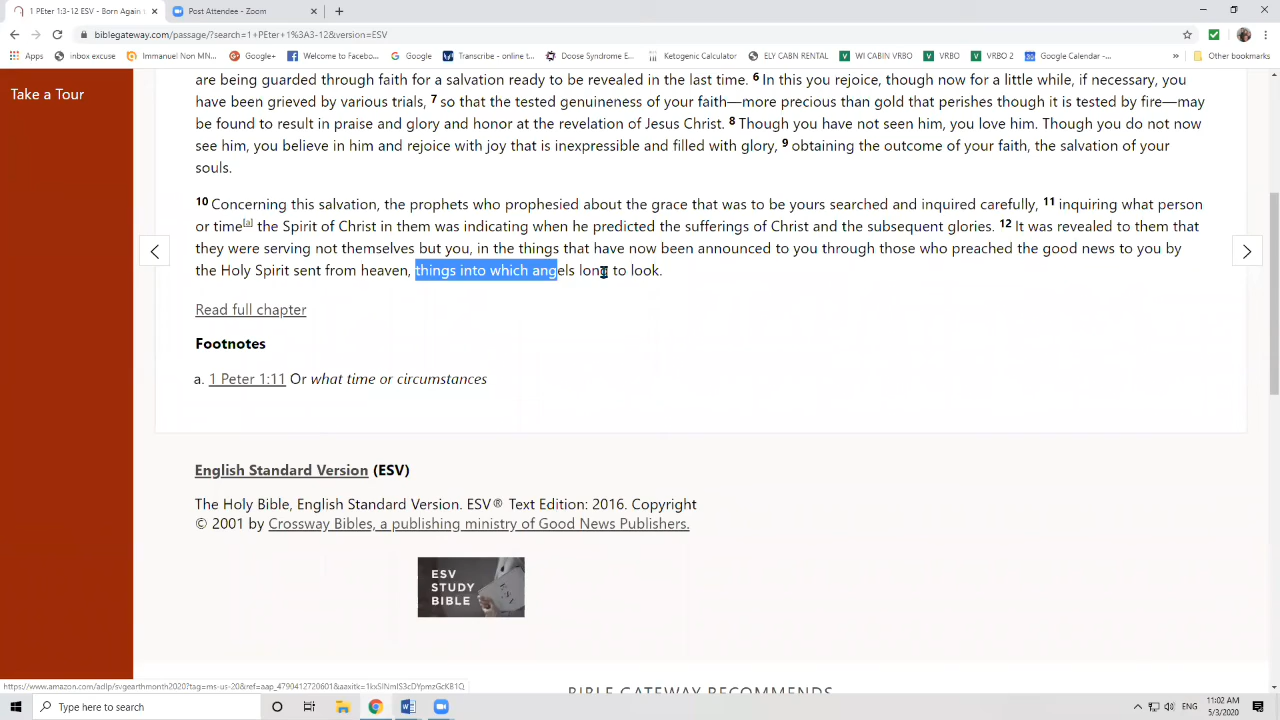 1 PEter 1:3-12 ESV - Born Again
Post Attendee - Zoom
biblegateway.com/passage/?search=1+PEter+1%3A3-12&version=ESV
Apps
inbox excuse
Immanuel Non MN...
Google+
Welcome to Facebo...
Google
Transcribe - online t...
Doose Syndrome E...
Ketogenic Calculator
ELY CABN RENTAL
WI CABIN VRBO
VRBO
VRBO 2
Google Calendar -...
»
Other bookmarks
Take a Tour
are being guarded through faith for a salvation ready to be revealed in the last time. 6 In this you rejoice, though now for a little while, if necessary, you
have been grieved by various trials, 7 so that the tested genuineness of your faith—more precious than gold that perishes though it is tested by fire—may
be found to result in praise and glory and honor at the revelation of Jesus Christ. 8 Though you have not seen him, you love him. Though you do not now
see him, you believe in him and rejoice with joy that is inexpressible and filled with glory, 9 obtaining the outcome of your faith, the salvation of your
souls.
10 Concerning this salvation, the prophets who prophesied about the grace that was to be yours searched and inquired carefully, 11 inquiring what person
or time[a] the Spirit of Christ in them was indicating when he predicted the sufferings of Christ and the subsequent glories. 12 It was revealed to them that
they were serving not themselves but you, in the things that have now been announced to you through those who preached the good news to you by
the Holy Spirit sent from heaven, things into which angels long to look.
Read full chapter
Footnotes
a. 1 Peter 1:11 Or what time or circumstances
English Standard Version (ESV)
The Holy Bible, English Standard Version. ESV® Text Edition: 2016. Copyright
© 2001 by Crossway Bibles, a publishing ministry of Good News Publishers.
ESV
STUDY
BIBLE
BIBLE GATEWAY RECOMMENDS
Type here to search
ENG
11:02 AM
5/3/2020